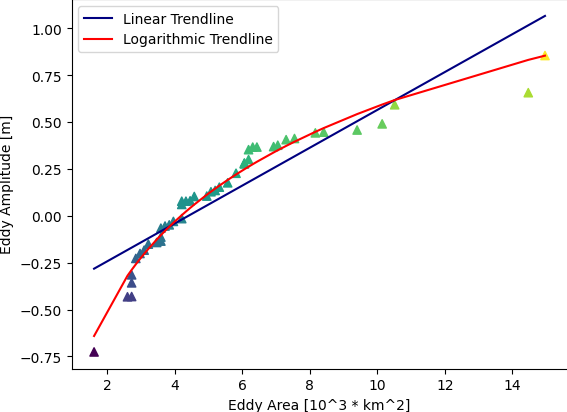 Linear Trendline
Logarithmic Trendline
1.00
0.75
0.50
0.25
0.00
−0.25
−0.50
−0.75
Eddy Amplitude [m]
2 4 6 8 10 12 14
Eddy Area [10^3 * km^2]